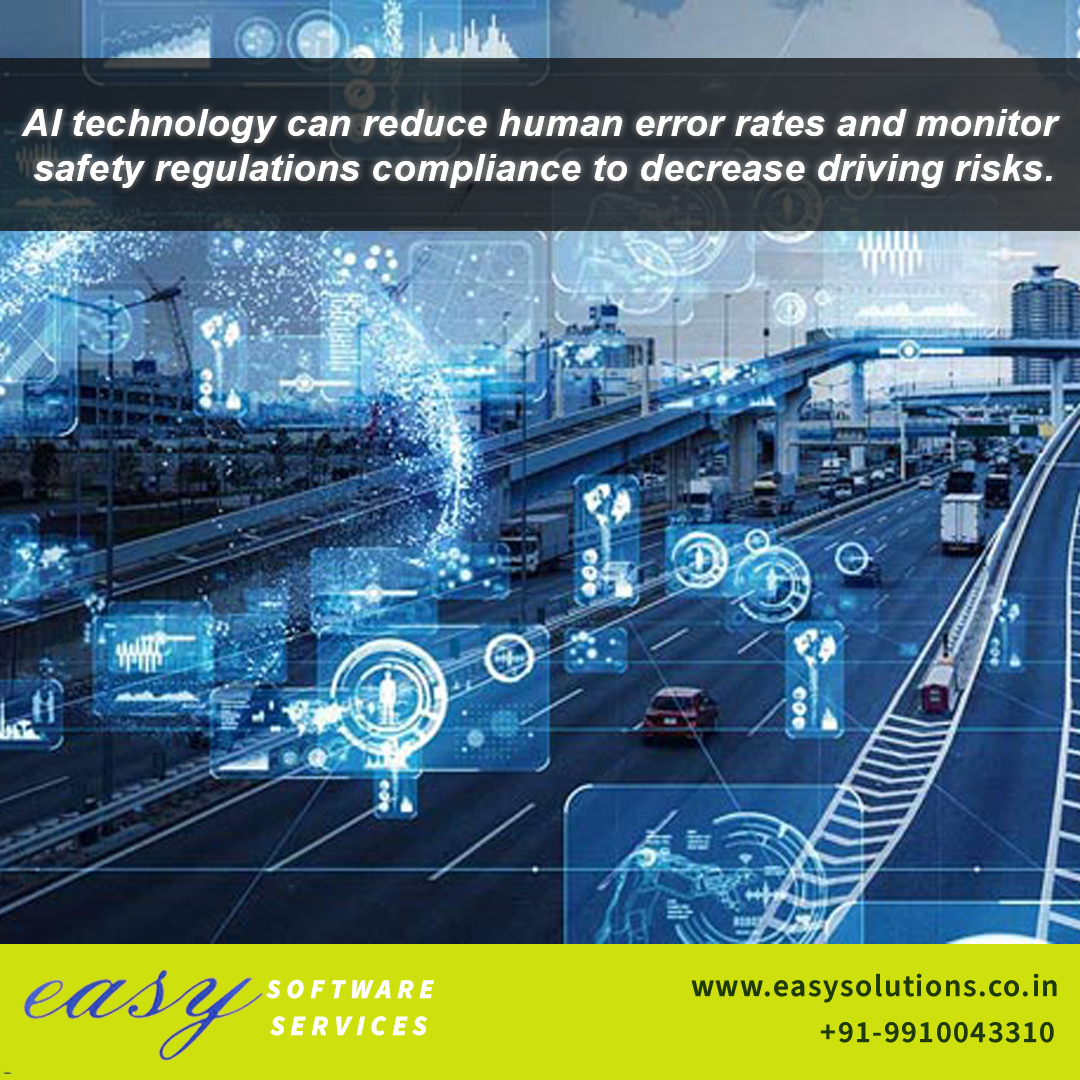 AI technology can reduce human error rates and monitor
safety regulations compliance to decrease driving risks.
easy SOFTWARE
SERVICES
www.easysolutions.co.in
+91-9910043310